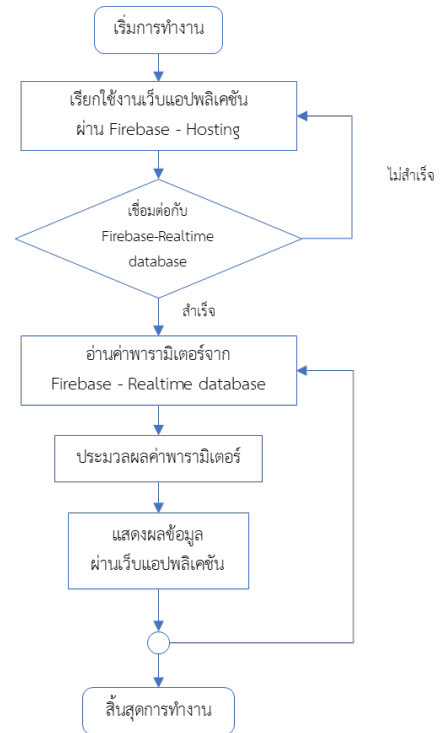 เริ่มการทำงาน
เรียกใช้งานเว็บแอปพลิเคชัน
ผ่าน Firebase - Hosting
ไม่สำเร็จ
เชื่อมต่อกับ
Firebase-Realtime
database
สำเร็จ
อ่านค่าพารามิเตอร์จาก
Firebase - Realtime database
ประมวลผลค่าพารามิเตอร์
แสดงผลข้อมูล
ผ่านเว็บแอปพลิเคชัน
สิ้นสุดการทำงาน